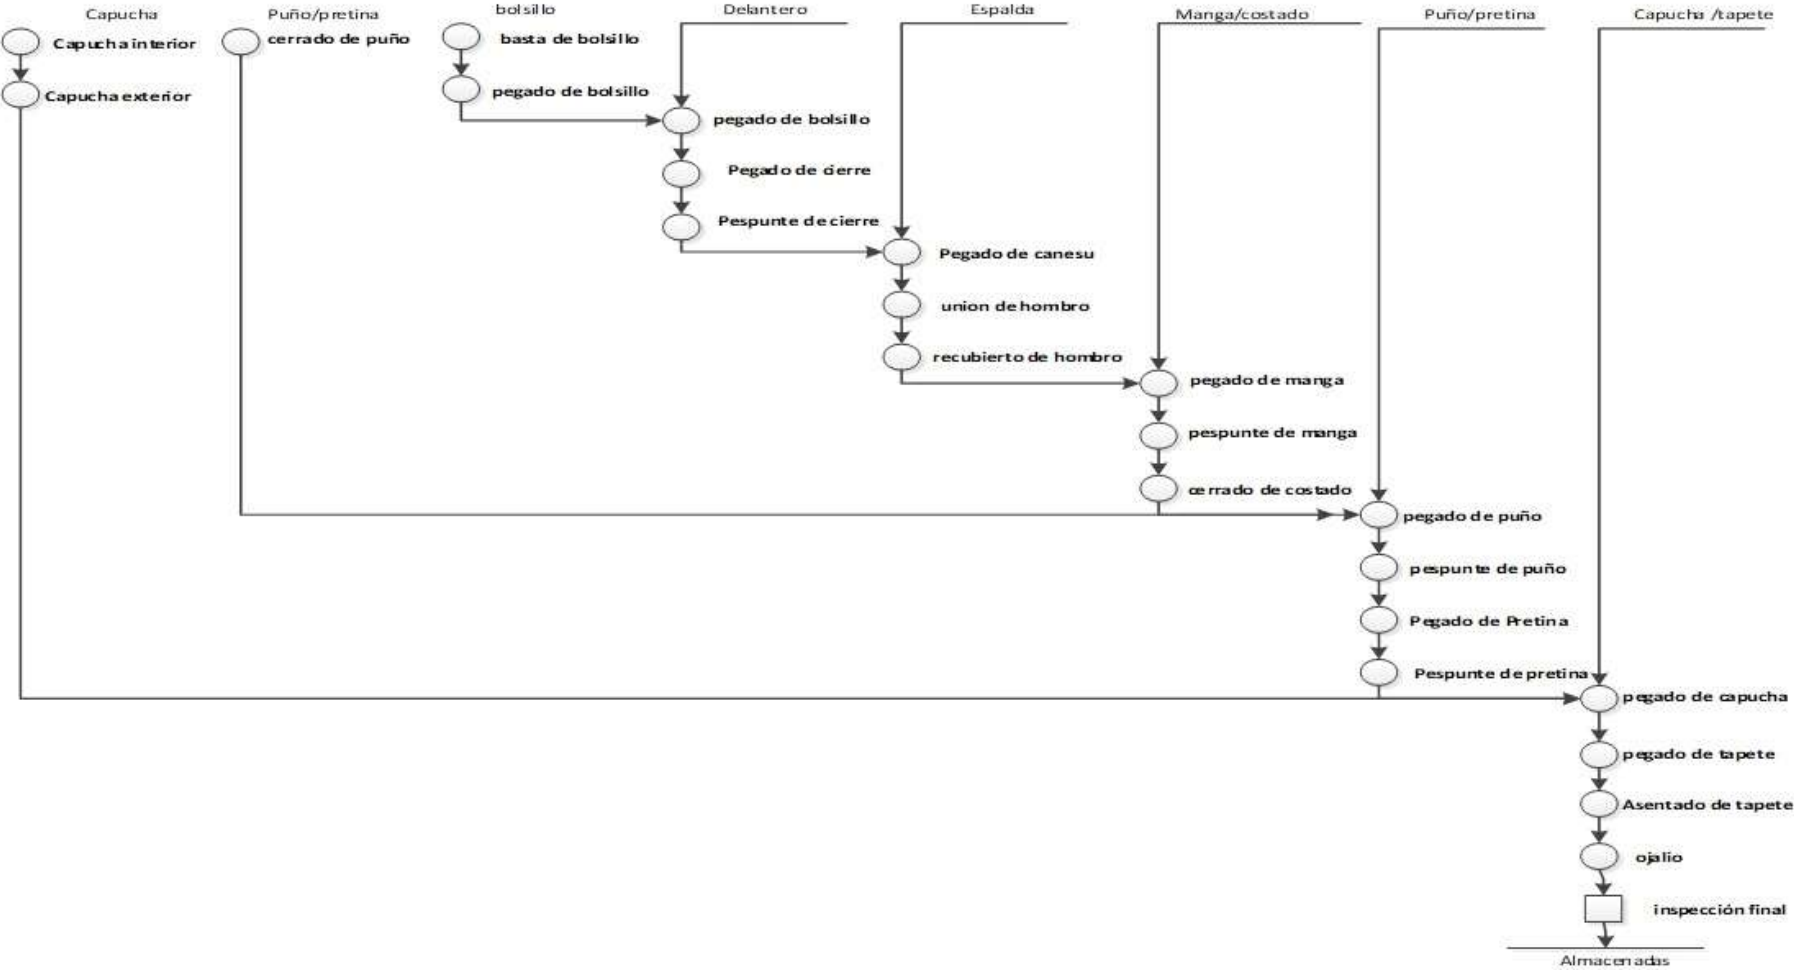 Capucha
Puño/pretina
bolsillo
Delantero
Espalda
Manga/costado
Puño/pretina
Capucha /tapete
Capucha interior
Capucha exterior
cerrado de puño
basta de bolsillo
pegado de bolsillo
pegado de bolsillo
Pegado de cierre
Pespunte de cierre
Pegado de canesu
union de hombro
recubierto de hombro
pegado de manga
pespunte de manga
cerrado de costado
pegado de puño
pespunte de puño
Pegado de Pretina
Pespunte de pretina
pegado de capucha
pegado de tapete
Asentado de tapete
ojalio
inspección final
Almacenadas